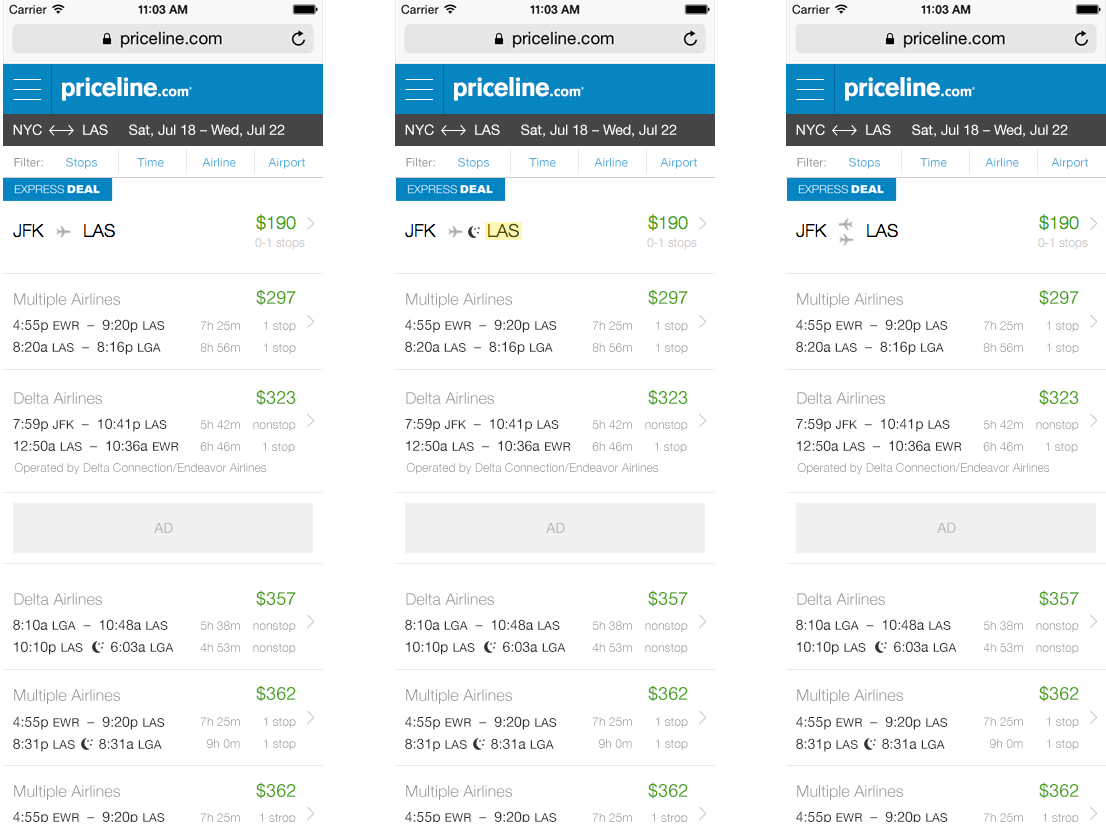 Carrier 11:03 AM
priceline.com
priceline.com®
NYC LAS Sat, Jul 18 – Wed, Jul 22
Filter: Stops Time Airline Airport
EXPRESS DEAL
JFK LAS $190
0-1 stops
Multiple Airlines $297
4:55p EWR – 9:20p LAS 7h 25m 1 stop
8:20a LAS – 8:16p LGA 8h 56m 1 stop
Delta Airlines $323
7:59p JFK – 10:41p LAS 5h 42m nonstop
12:50a LAS – 10:36a EWR 6h 46m 1 stop
Operated by Delta Connection/Endeavor Airlines
AD
Delta Airlines $357
8:10a LGA – 10:48a LAS 5h 38m nonstop
10:10p LAS 6:03a LGA 4h 53m nonstop
Multiple Airlines $362
4:55p EWR – 9:20p LAS 7h 25m 1 stop
8:31p LAS 8:31a LGA 9h 0m 1 stop
Multiple Airlines $362
4:55p EWR – 9:20p LAS 7h 25m 1 stop
Carrier 11:03 AM
priceline.com
priceline.com®
NYC LAS Sat, Jul 18 – Wed, Jul 22
Filter: Stops Time Airline Airport
EXPRESS DEAL
JFK LAS $190
0-1 stops
Multiple Airlines $297
4:55p EWR – 9:20p LAS 7h 25m 1 stop
8:20a LAS – 8:16p LGA 8h 56m 1 stop
Delta Airlines $323
7:59p JFK – 10:41p LAS 5h 42m nonstop
12:50a LAS – 10:36a EWR 6h 46m 1 stop
Operated by Delta Connection/Endeavor Airlines
AD
Delta Airlines $357
8:10a LGA – 10:48a LAS 5h 38m nonstop
10:10p LAS 6:03a LGA 4h 53m nonstop
Multiple Airlines $362
4:55p EWR – 9:20p LAS 7h 25m 1 stop
8:31p LAS 8:31a LGA 9h 0m 1 stop
Multiple Airlines $362
4:55p EWR – 9:20p LAS 7h 25m 1 stop
Carrier 11:03 AM
priceline.com
priceline.com®
NYC LAS Sat, Jul 18 – Wed, Jul 22
Filter: Stops Time Airline Airport
EXPRESS DEAL
JFK LAS $190
0-1 stops
Multiple Airlines $297
4:55p EWR – 9:20p LAS 7h 25m 1 stop
8:20a LAS – 8:16p LGA 8h 56m 1 stop
Delta Airlines $323
7:59p JFK – 10:41p LAS 5h 42m nonstop
12:50a LAS – 10:36a EWR 6h 46m 1 stop
Operated by Delta Connection/Endeavor Airlines
AD
Delta Airlines $357
8:10a LGA – 10:48a LAS 5h 38m nonstop
10:10p LAS 6:03a LGA 4h 53m nonstop
Multiple Airlines $362
4:55p EWR – 9:20p LAS 7h 25m 1 stop
8:31p LAS 8:31a LGA 9h 0m 1 stop
Multiple Airlines $362
4:55p EWR – 9:20p LAS 7h 25m 1 stop